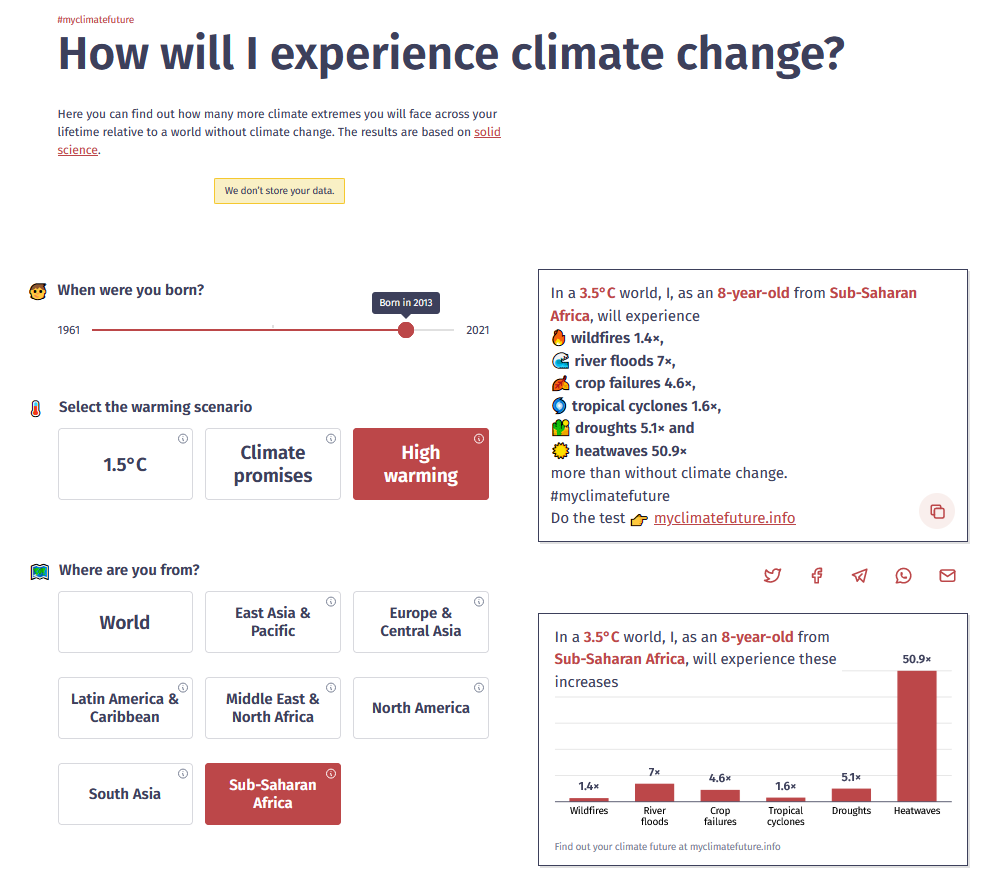 #myclimatefuture
How will I experience climate change?
Here you can find out how many more climate extremes you will face across your
lifetime relative to a world without climate change. The results are based on solid
science.
We don't store your data.
When were you born?
Born in 2013
1961
2021
Select the warming scenario
1.5°C
Climate
promises
High
warming
Where are you from?
World
East Asia &
Pacific
Europe &
Central Asia
Latin America &
Caribbean
Middle East &
North Africa
North America
South Asia
Sub-Saharan
Africa
In a 3.5°C world, I, as an 8-year-old from Sub-Saharan
Africa, will experience
wildfires 1.4×,
river floods 7×,
crop failures 4.6×,
tropical cyclones 1.6×,
droughts 5.1× and
heatwaves 50.9×
more than without climate change.
#myclimatefuture
Do the test 👉 myclimatefuture.info
In a 3.5°C world, I, as an 8-year-old from
Sub-Saharan Africa, will experience these
increases
1.4×
7×
4.6×
1.6×
5.1×
50.9×
Wildfires
River
floods
Crop
failures
Tropical
cyclones
Droughts
Heatwaves
Find out your climate future at myclimatefuture.info